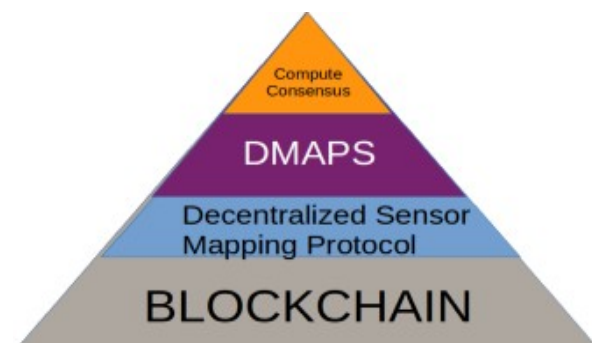 Compute
Consensus
DMAPS
Decentralized Sensor
Mapping Protocol
BLOCKCHAIN